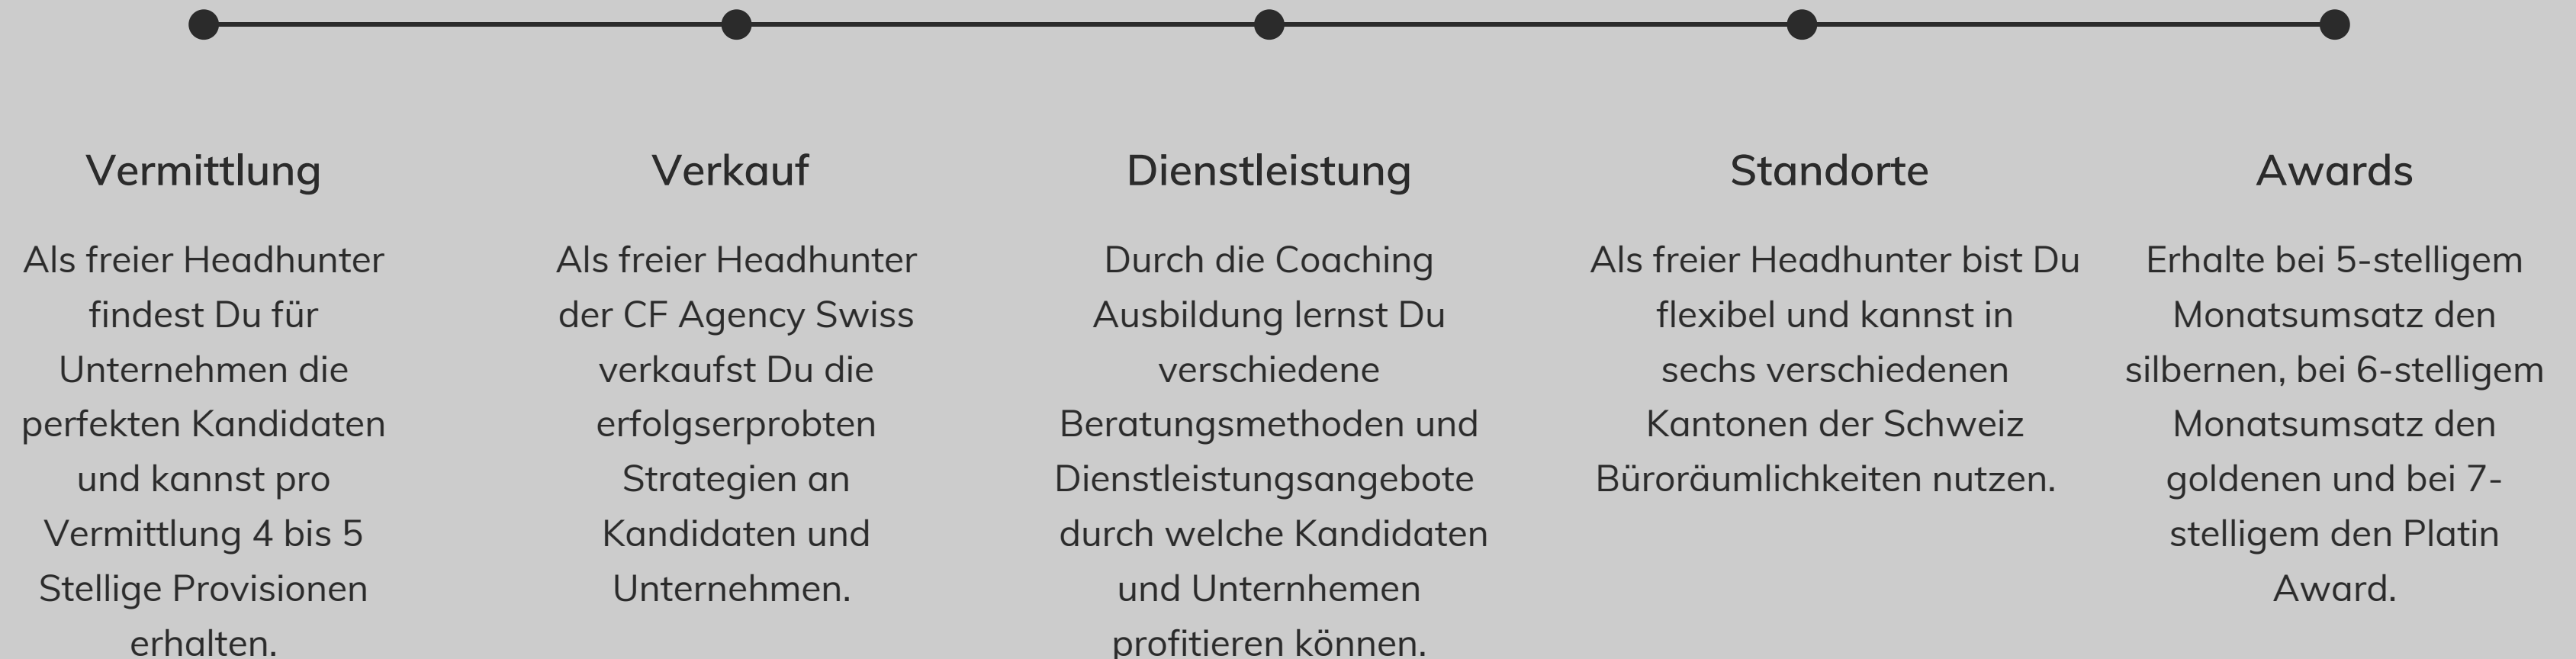 Vermittlung
Als freier Headhunter
findest Du für
Unternehmen die
perfekten Kandidaten
und kannst pro
Vermittlung 4 bis 5
Stellige Provisionen
erhalten.
Verkauf
Als freier Headhunter
der CF Agency Swiss
verkaufst Du die
erfolgserprobten
Strategien an
Kandidaten und
Unternehmen.
Dienstleistung
Durch die Coaching
Ausbildung lernst Du
verschiedene
Beratungsmethoden und
Dienstleistungsangebote
durch welche Kandidaten
und Unternhemen
profitieren können.
Standorte
Als freier Headhunter bist Du
flexibel und kannst in
sechs verschiedenen
Kantonen der Schweiz
Büroräumlichkeiten nutzen.
Awards
Erhalte bei 5-stelligem
Monatsumsatz den
silbernen, bei 6-stelligem
Monatsumsatz den
goldenen und bei 7-
stelligem den Platin
Award.